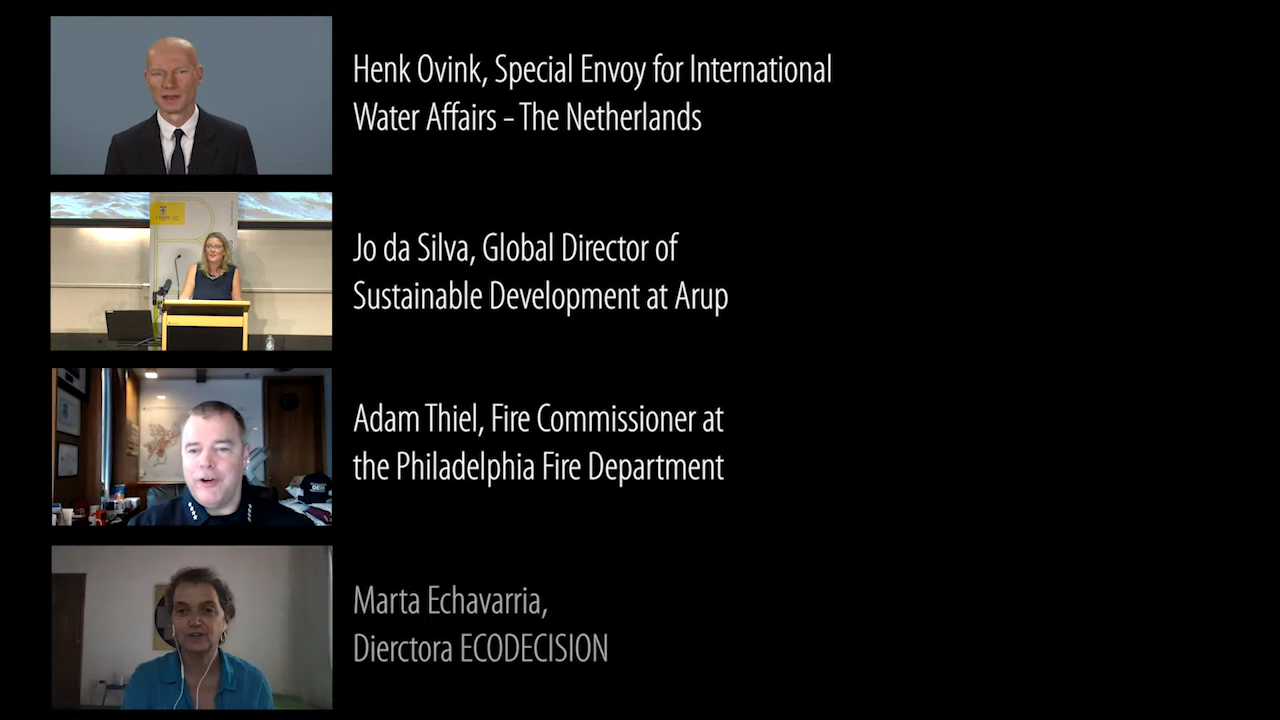 Henk Ovink, Special Envoy for International
Water Affairs – The Netherlands
Jo da Silva, Global Director of
Sustainable Development at Arup
Adam Thiel, Fire Commissioner at
the Philadelphia Fire Department
Marta Echavarria,
Dierctora ECODECISION